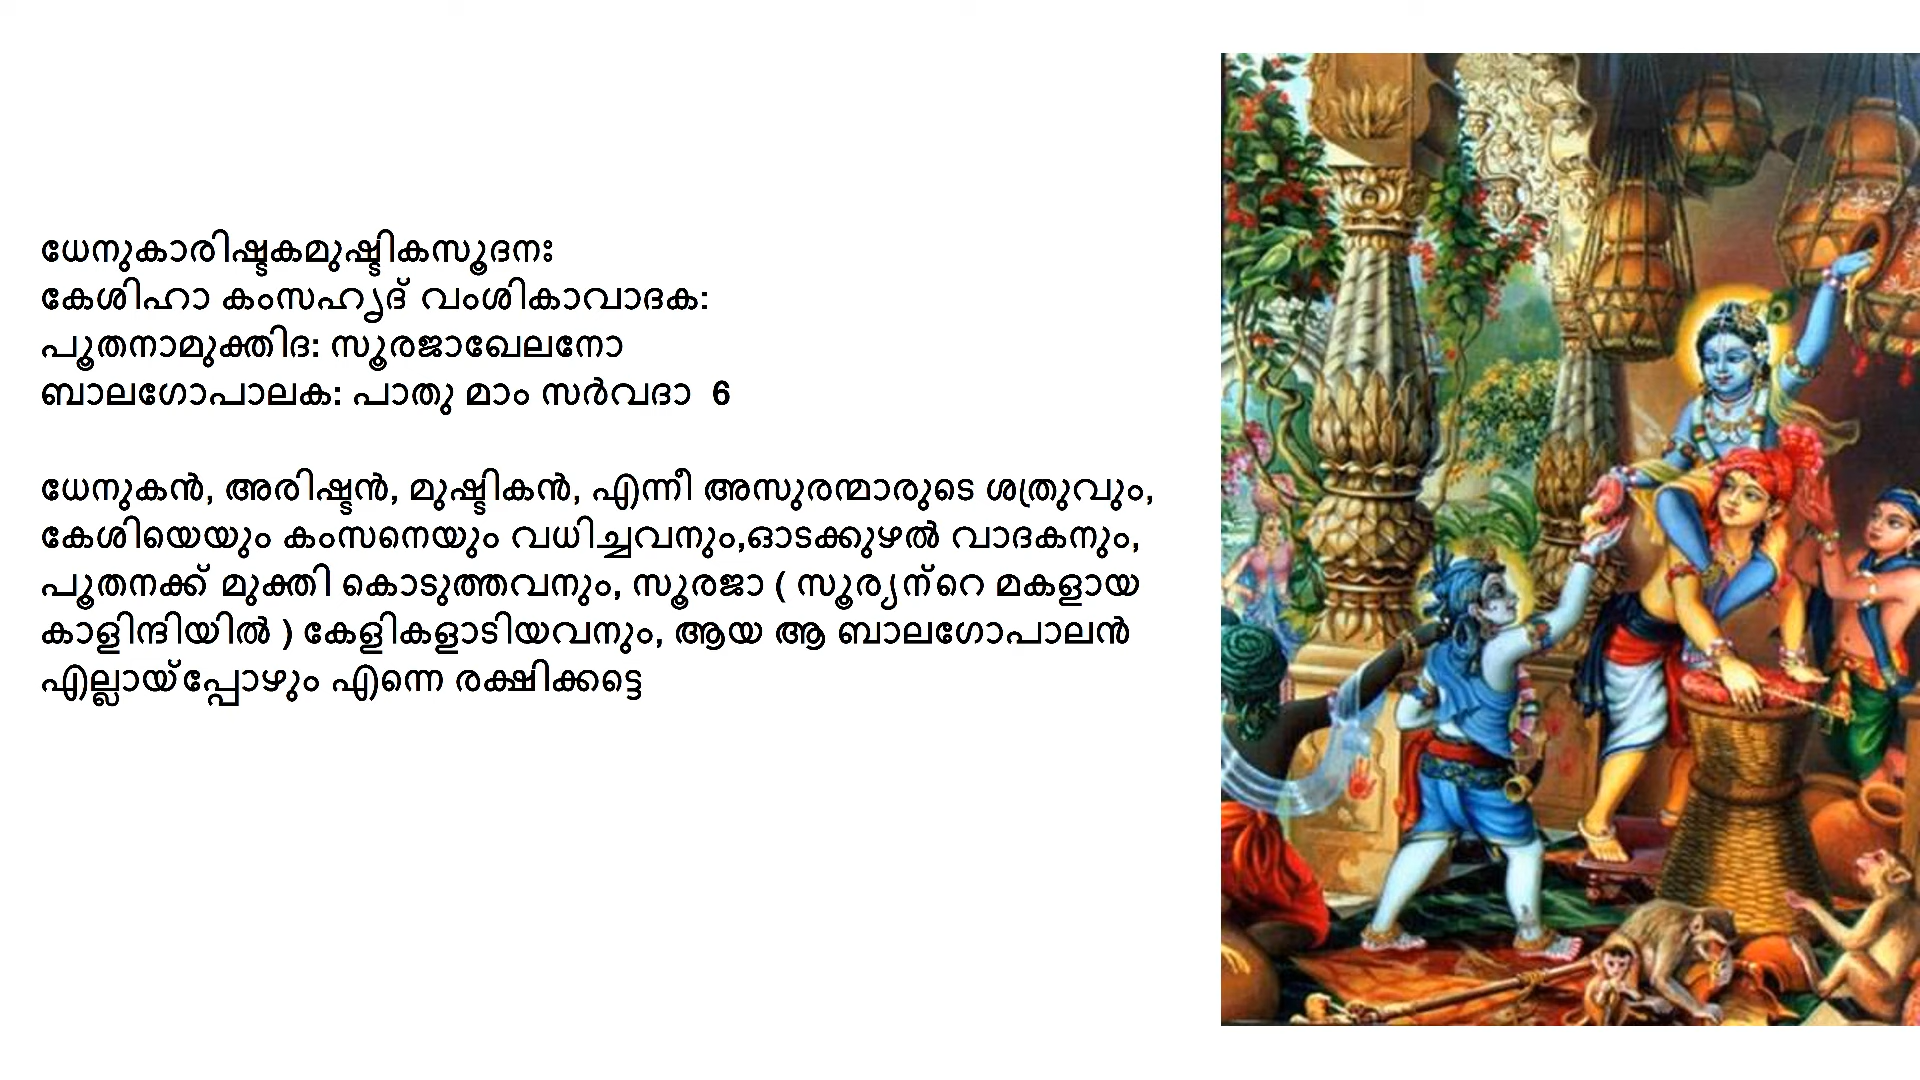 ധേനുകാരിഷ്ടകമുഷ്ടികസൂദനഃ
കേശിഹാ കംസഹൃദ് വംശികാവാദക:
പൂതനാമുക്തിദ: സൂരജാഖേലനോ
ബാലഗോപാലക: പാതു മാം സർവദാ 6
ധേനുകൻ, അരിഷ്ടൻ, മുഷ്ടികൻ, എന്നീ അസുരന്മാരുടെ ശത്രുവും,
കേശിയെയും കംസനെയും വധിച്ചവനും,ഓടക്കുഴൽ വാദകനും,
പൂതനക്ക് മുക്തി കൊടുത്തവനും, സൂരജാ ( സൂര്യന്റെ മകളായ
കാളിന്ദിയിൽ ) കേളികളാടിയവനും, ആയ ആ ബാലഗോപാലൻ
എല്ലായ്പ്പോഴും എന്നെ രക്ഷിക്കട്ടെ